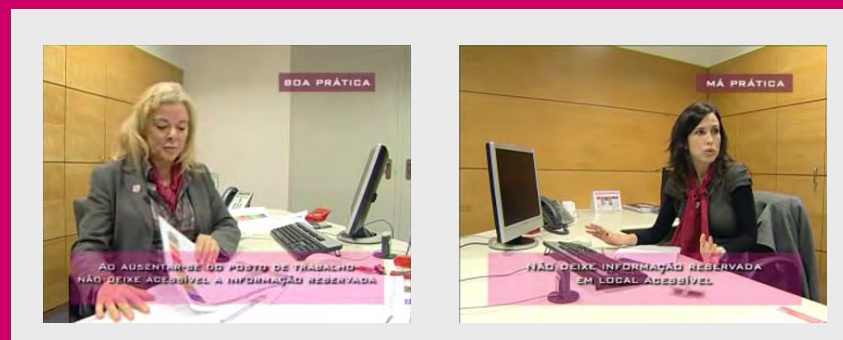 BOA PRÁTICA
AO AUSENTAR-SE DO POSTO DE TRABALHO
NÃO DEIXE ACESSÍVEL A INFORMAÇÃO RESERVADA
MÁ PRÁTICA
NÃO DEIXE INFORMAÇÃO RESERVADA
EM LOCAL ACESSÍVEL